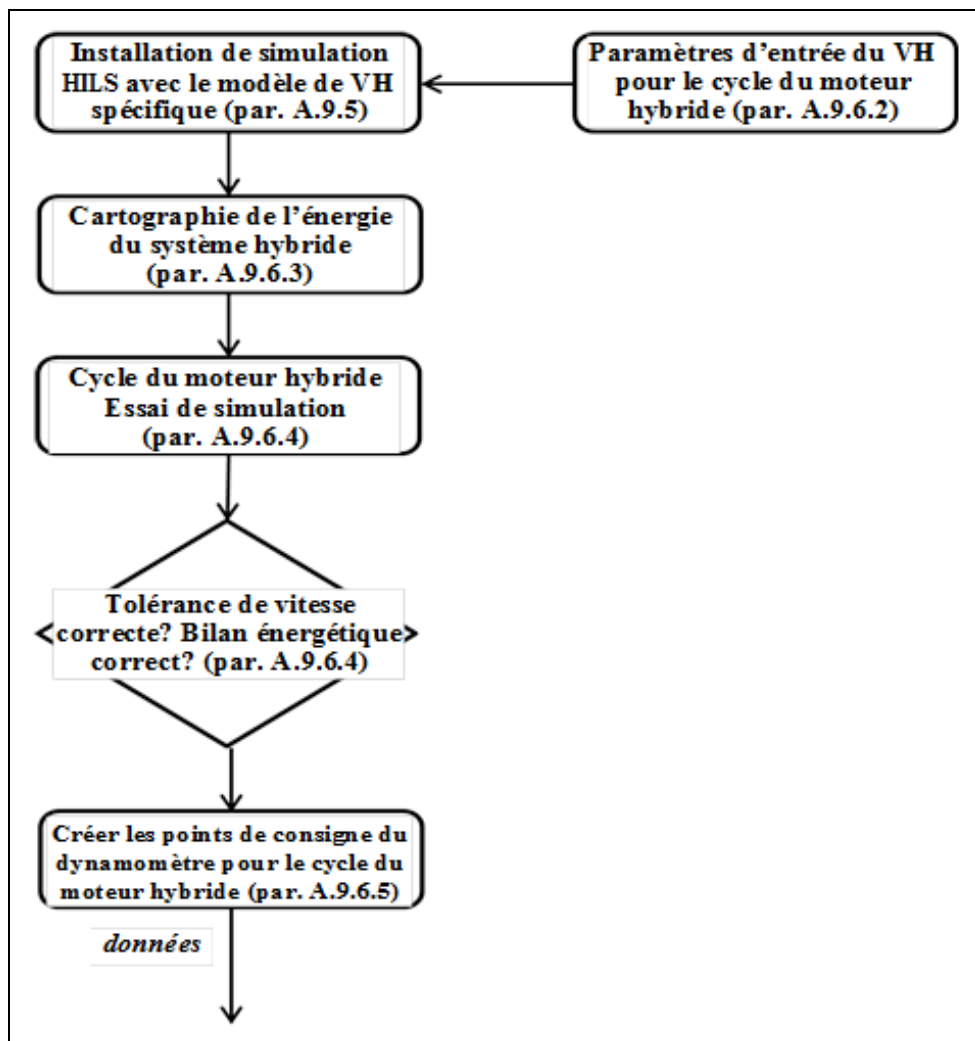 Installation de simulation
HILS avec le modèle de VH
spécifique (par. A.9.5)
Paramètres d'entrée du VH
pour le cycle du moteur
hybride (par. A.9.6.2)
Cartographie de l'énergie
du système hybride
(par. A.9.6.3)
Cycle du moteur hybride
Essai de simulation
(par. A.9.6.4)
Tolérance de vitesse
correcte? Bilan énergétique
correct? (par. A.9.6.4)
Créer les points de consigne du
dynamomètre pour le cycle du
moteur hybride (par. A.9.6.5)
données